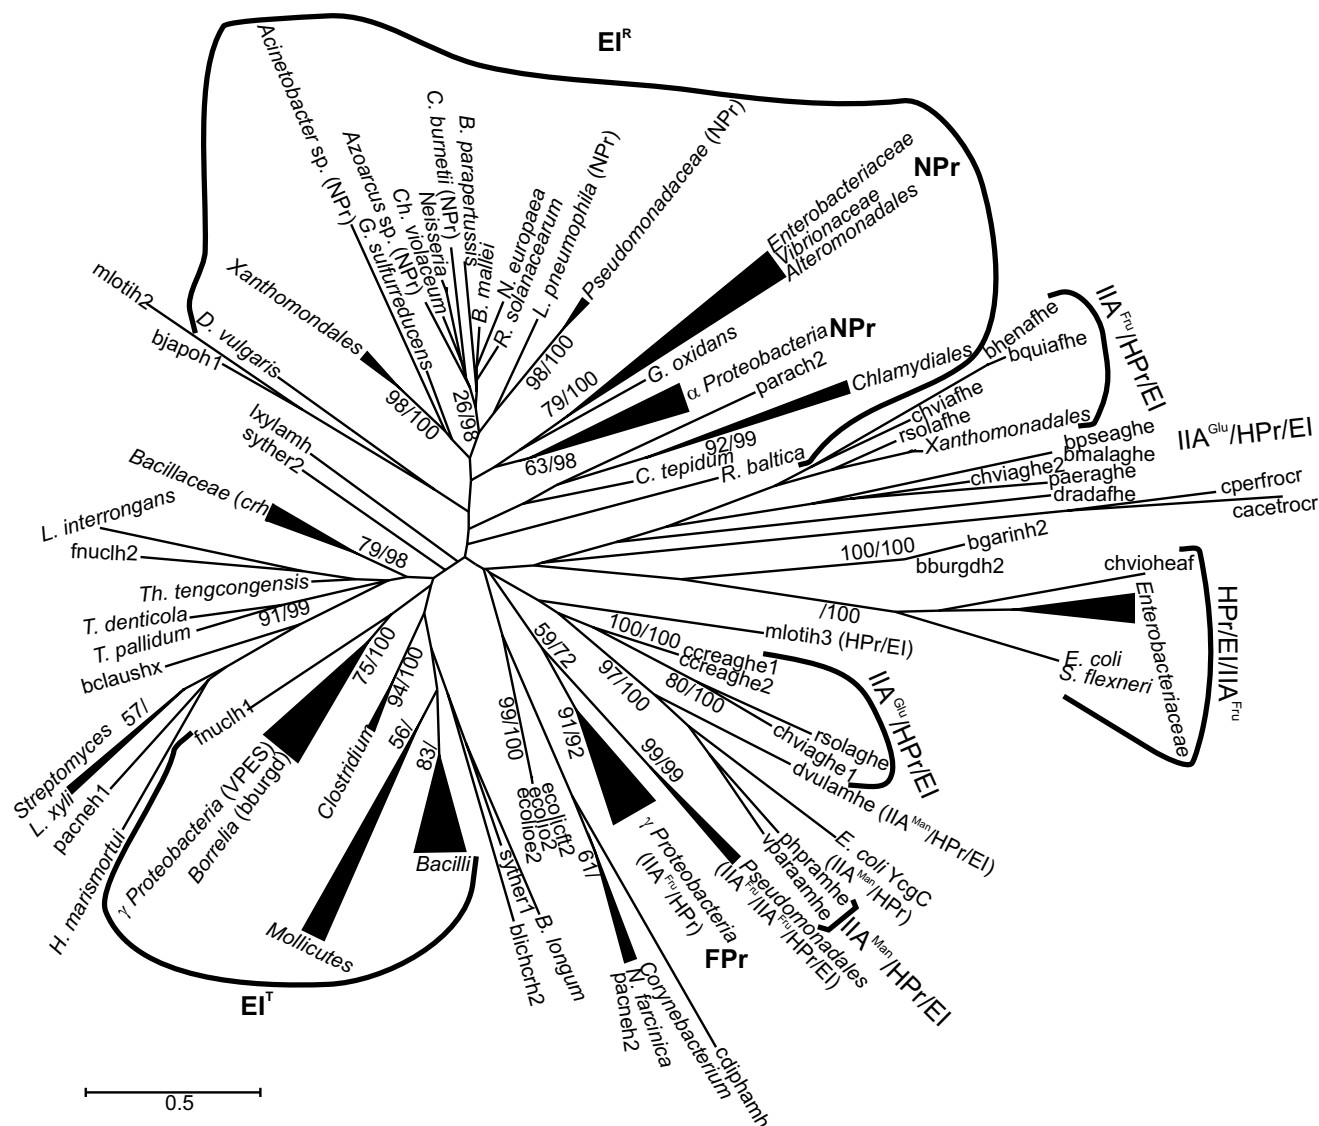 EI^R
Acinetobacter sp. (NPr)
Azoarcus sp. (NPr)
G. sulfurreducens
Ch. violaceum
Neisseria
C. burnetii (NPr)
B. parapertussis
B. mallei
N. europaea
R. solanacearum
L. pneumophila (NPr)
Pseudomonadaceae (NPr)
NPr
Enterobacteriaceae
Vibrionaceae
Alteromonadales
Xanthomondales
98/100
26/98
98/100
79/100
G. oxidans
α Proteobacteria
NPr
63/98
parach2
Chlamydiales
92/99
C. tepidum
R. baltica
mlotih2
D. vulgaris
bjapoh1
lxylamh
syther2
Bacillaceae (crh)
79/98
L. interrongans
fnuclh2
Th. tengcongensis
T. denticola
91/99
T. pallidum
bclaushx
bhenafhe
bquiafhe
IIA^Fru/HPr/EI
chviafhe
rsolafhe
Xanthomonadales
bpseaghe
bmalaghe
IIA^Glu/HPr/EI
chviaghe2
paeraghe
dradafhe
cperfrocr
cacetrocr
100/100
bgarinh2
bburgdh2
chvioheaf
Enterobacteriaceae
/100
E. coli
S. flexneri
HPr/EI/IIA^Fru
mlotih3 (HPr/EI)
100/100
ccreaghe1
ccreaghe2
59/72
97/100
80/100
rsolaghe
chviaghe1
IIA^Glu/HPr/EI
dvulamhe (IIA^Man/HPr/EI)
E. coli YcgC
(IIA^Man/HPr)
phpramhe
vparaamhe
IIA^Man/HPr/EI
99/99
Pseudomonadales
(IIA^Fru/IIA^Fru/HPr/EI)
91/92
γ Proteobacteria
(IIA^Fru/HPr)
FPr
99/100
ecolicft2
ecolio2
ecolioe2
61/
Corynebacterium
N. farcinica
pacneh2
cdiphamh
syther1
B. longum
blichcrh2
57/
Streptomyces
L. xyli
pacneh1
H. marismortui
fnuclh1
75/100
γ Proteobacteria (VPES)
Borrelia (bburgd)
94/100
Clostridium
56/
Mollicutes
83/
Bacilli
EI^T
0.5